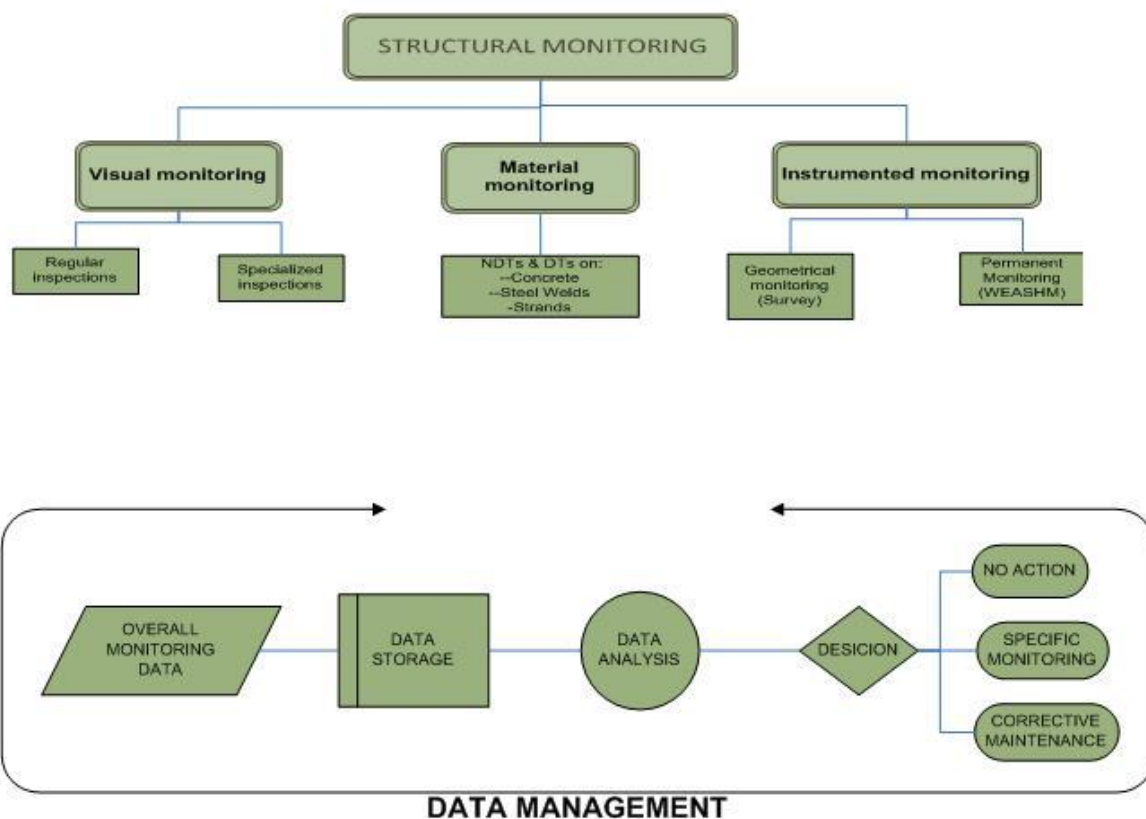 STRUCTURAL MONITORING
Visual monitoring
Material
monitoring
Instrumented monitoring
Regular
inspections
Specialized
inspections
NDTs & DTs on:
--Concrete
--Steel Welds
-Strands
Geometrical
monitoring
(Survey)
Permanent
Monitoring
(WEASHM)
OVERALL
MONITORING
DATA
DATA
STORAGE
DATA
ANALYSIS
DESICION
NO ACTION
SPECIFIC
MONITORING
CORRECTIVE
MAINTENANCE
DATA MANAGEMENT